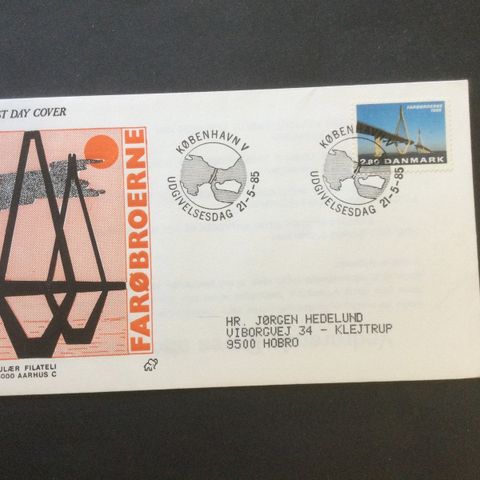 ST DAY COVER
FARØBROERNE
ULÆR FILATELI
000 AARHUS C
KØBENHAVN V
UDGIVELSESDAG 21-5-85
KØBENHAVN V
UDGIVELSESDAG 21-5-85
FARØBROERNE
1985
2.80 DANMARK
HR. JØRGEN HEDELUND
VIBORGVEJ 34 - KLEJTRUP
9500 HOBRO